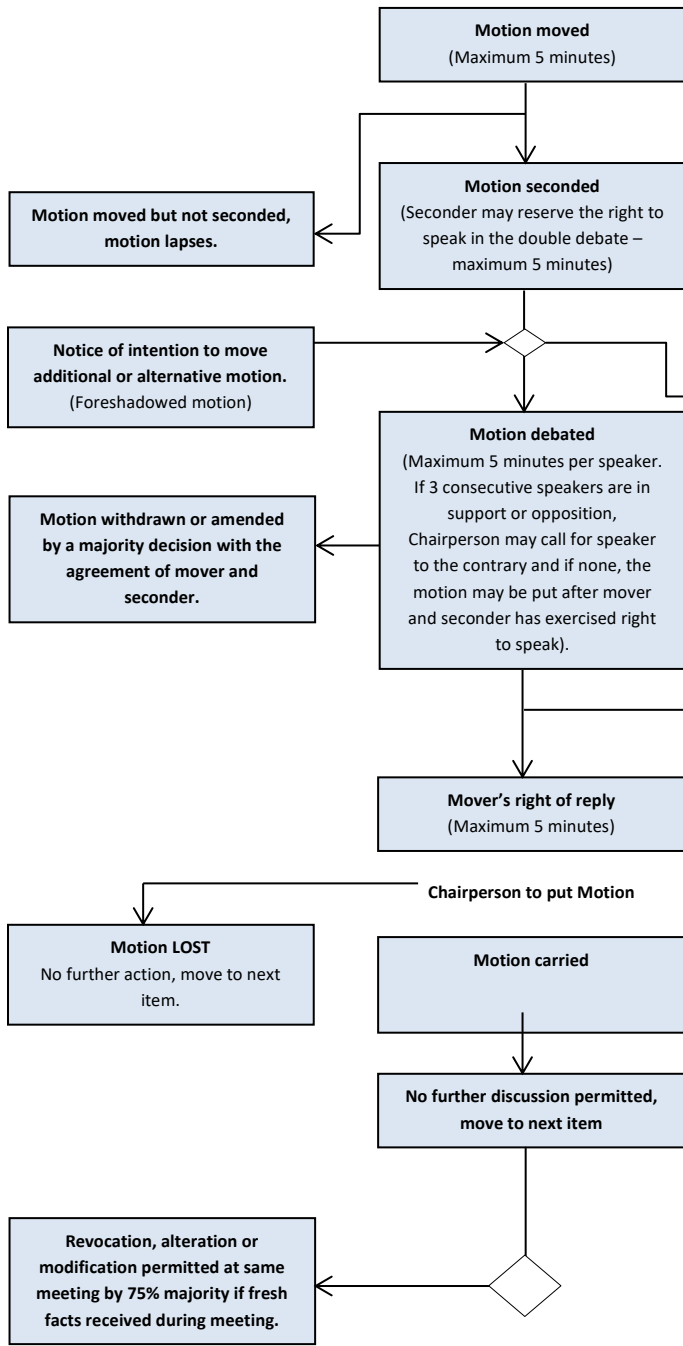 Motion moved
(Maximum 5 minutes)
Motion seconded
(Seconder may reserve the right to
speak in the double debate –
maximum 5 minutes)
Motion moved but not seconded,
motion lapses.
Notice of intention to move
additional or alternative motion.
(Foreshadowed motion)
Motion debated
(Maximum 5 minutes per speaker.
If 3 consecutive speakers are in
support or opposition,
Chairperson may call for speaker
to the contrary and if none, the
motion may be put after mover
and seconder has exercised right
to speak).
Motion withdrawn or amended
by a majority decision with the
agreement of mover and
seconder.
Mover’s right of reply
(Maximum 5 minutes)
Chairperson to put Motion
Motion LOST
No further action, move to next
item.
Motion carried
No further discussion permitted,
move to next item
Revocation, alteration or
modification permitted at same
meeting by 75% majority if fresh
facts received during meeting.